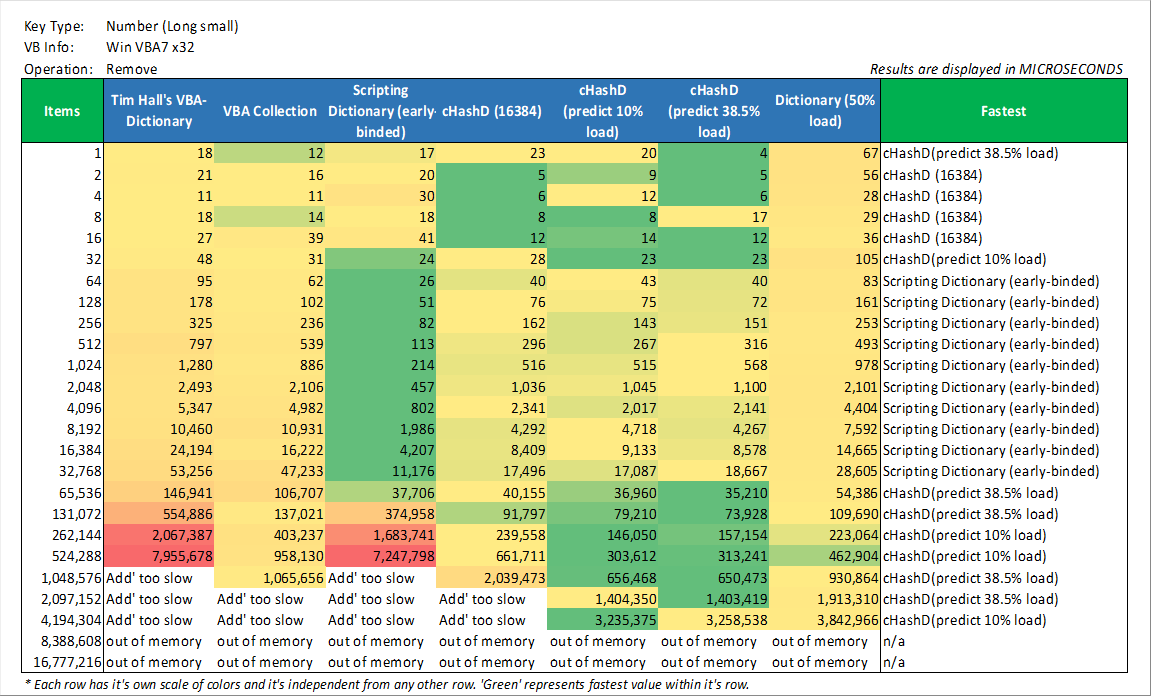 Key Type: Number (Long small)
VB Info: Win VBA7 x32
Operation: Remove Results are displayed in MICROSECONDS
Items Tim Hall's VBA-Dictionary VBA Collection Scripting Dictionary (early-binded) cHashD (16384) cHashD (predict 10% load) cHashD (predict 38.5% load) Dictionary (50% load) Fastest
1 18 12 17 23 20 4 67 cHashD(predict 38.5% load)
2 21 16 20 5 9 5 56 cHashD (16384)
4 11 11 30 6 12 6 28 cHashD (16384)
8 18 14 18 8 8 17 29 cHashD (16384)
16 27 39 41 12 14 12 36 cHashD (16384)
32 48 31 24 28 23 23 105 cHashD(predict 10% load)
64 95 62 26 40 43 40 83 Scripting Dictionary (early-binded)
128 178 102 51 76 75 72 161 Scripting Dictionary (early-binded)
256 325 236 82 162 143 151 253 Scripting Dictionary (early-binded)
512 797 539 113 296 267 316 493 Scripting Dictionary (early-binded)
1,024 1,280 886 214 516 515 568 978 Scripting Dictionary (early-binded)
2,048 2,493 2,106 457 1,036 1,045 1,100 2,101 Scripting Dictionary (early-binded)
4,096 5,347 4,982 802 2,341 2,017 2,141 4,404 Scripting Dictionary (early-binded)
8,192 10,460 10,931 1,986 4,292 4,718 4,267 7,592 Scripting Dictionary (early-binded)
16,384 24,194 16,222 4,207 8,409 9,133 8,578 14,665 Scripting Dictionary (early-binded)
32,768 53,256 47,233 11,176 17,496 17,087 18,667 28,605 Scripting Dictionary (early-binded)
65,536 146,941 106,707 37,706 40,155 36,960 35,210 54,386 cHashD(predict 38.5% load)
131,072 554,886 137,021 374,958 91,797 79,210 73,928 109,690 cHashD(predict 38.5% load)
262,144 2,067,387 403,237 1,683,741 239,558 146,050 157,154 223,064 cHashD(predict 10% load)
524,288 7,955,678 958,130 7,247,798 661,711 303,612 313,241 462,904 cHashD(predict 10% load)
1,048,576 Add' too slow 1,065,656 Add' too slow 2,039,473 656,468 650,473 930,864 cHashD(predict 38.5% load)
2,097,152 Add' too slow Add' too slow Add' too slow Add' too slow 1,404,350 1,403,419 1,913,310 cHashD(predict 38.5% load)
4,194,304 Add' too slow Add' too slow Add' too slow Add' too slow 3,235,375 3,258,538 3,842,966 cHashD(predict 10% load)
8,388,608 out of memory out of memory out of memory out of memory out of memory out of memory out of memory n/a
16,777,216 out of memory out of memory out of memory out of memory out of memory out of memory out of memory n/a
* Each row has it's own scale of colors and it's independent from any other row. 'Green' represents fastest value within it's row.